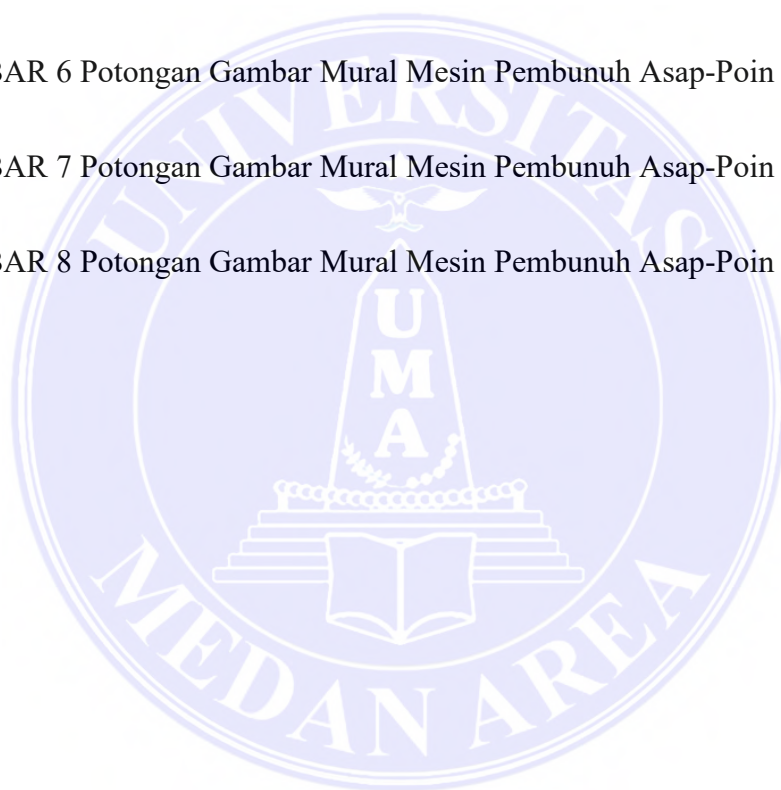 BAR 6 Potongan Gambar Mural Mesin Pembunuh Asap-Poin
BAR 7 Potongan Gambar Mural Mesin Pembunuh Asap-Poin
BAR 8 Potongan Gambar Mural Mesin Pembunuh Asap-Poin
UNIVERSITAS
U
M
A
MEDAN AREA